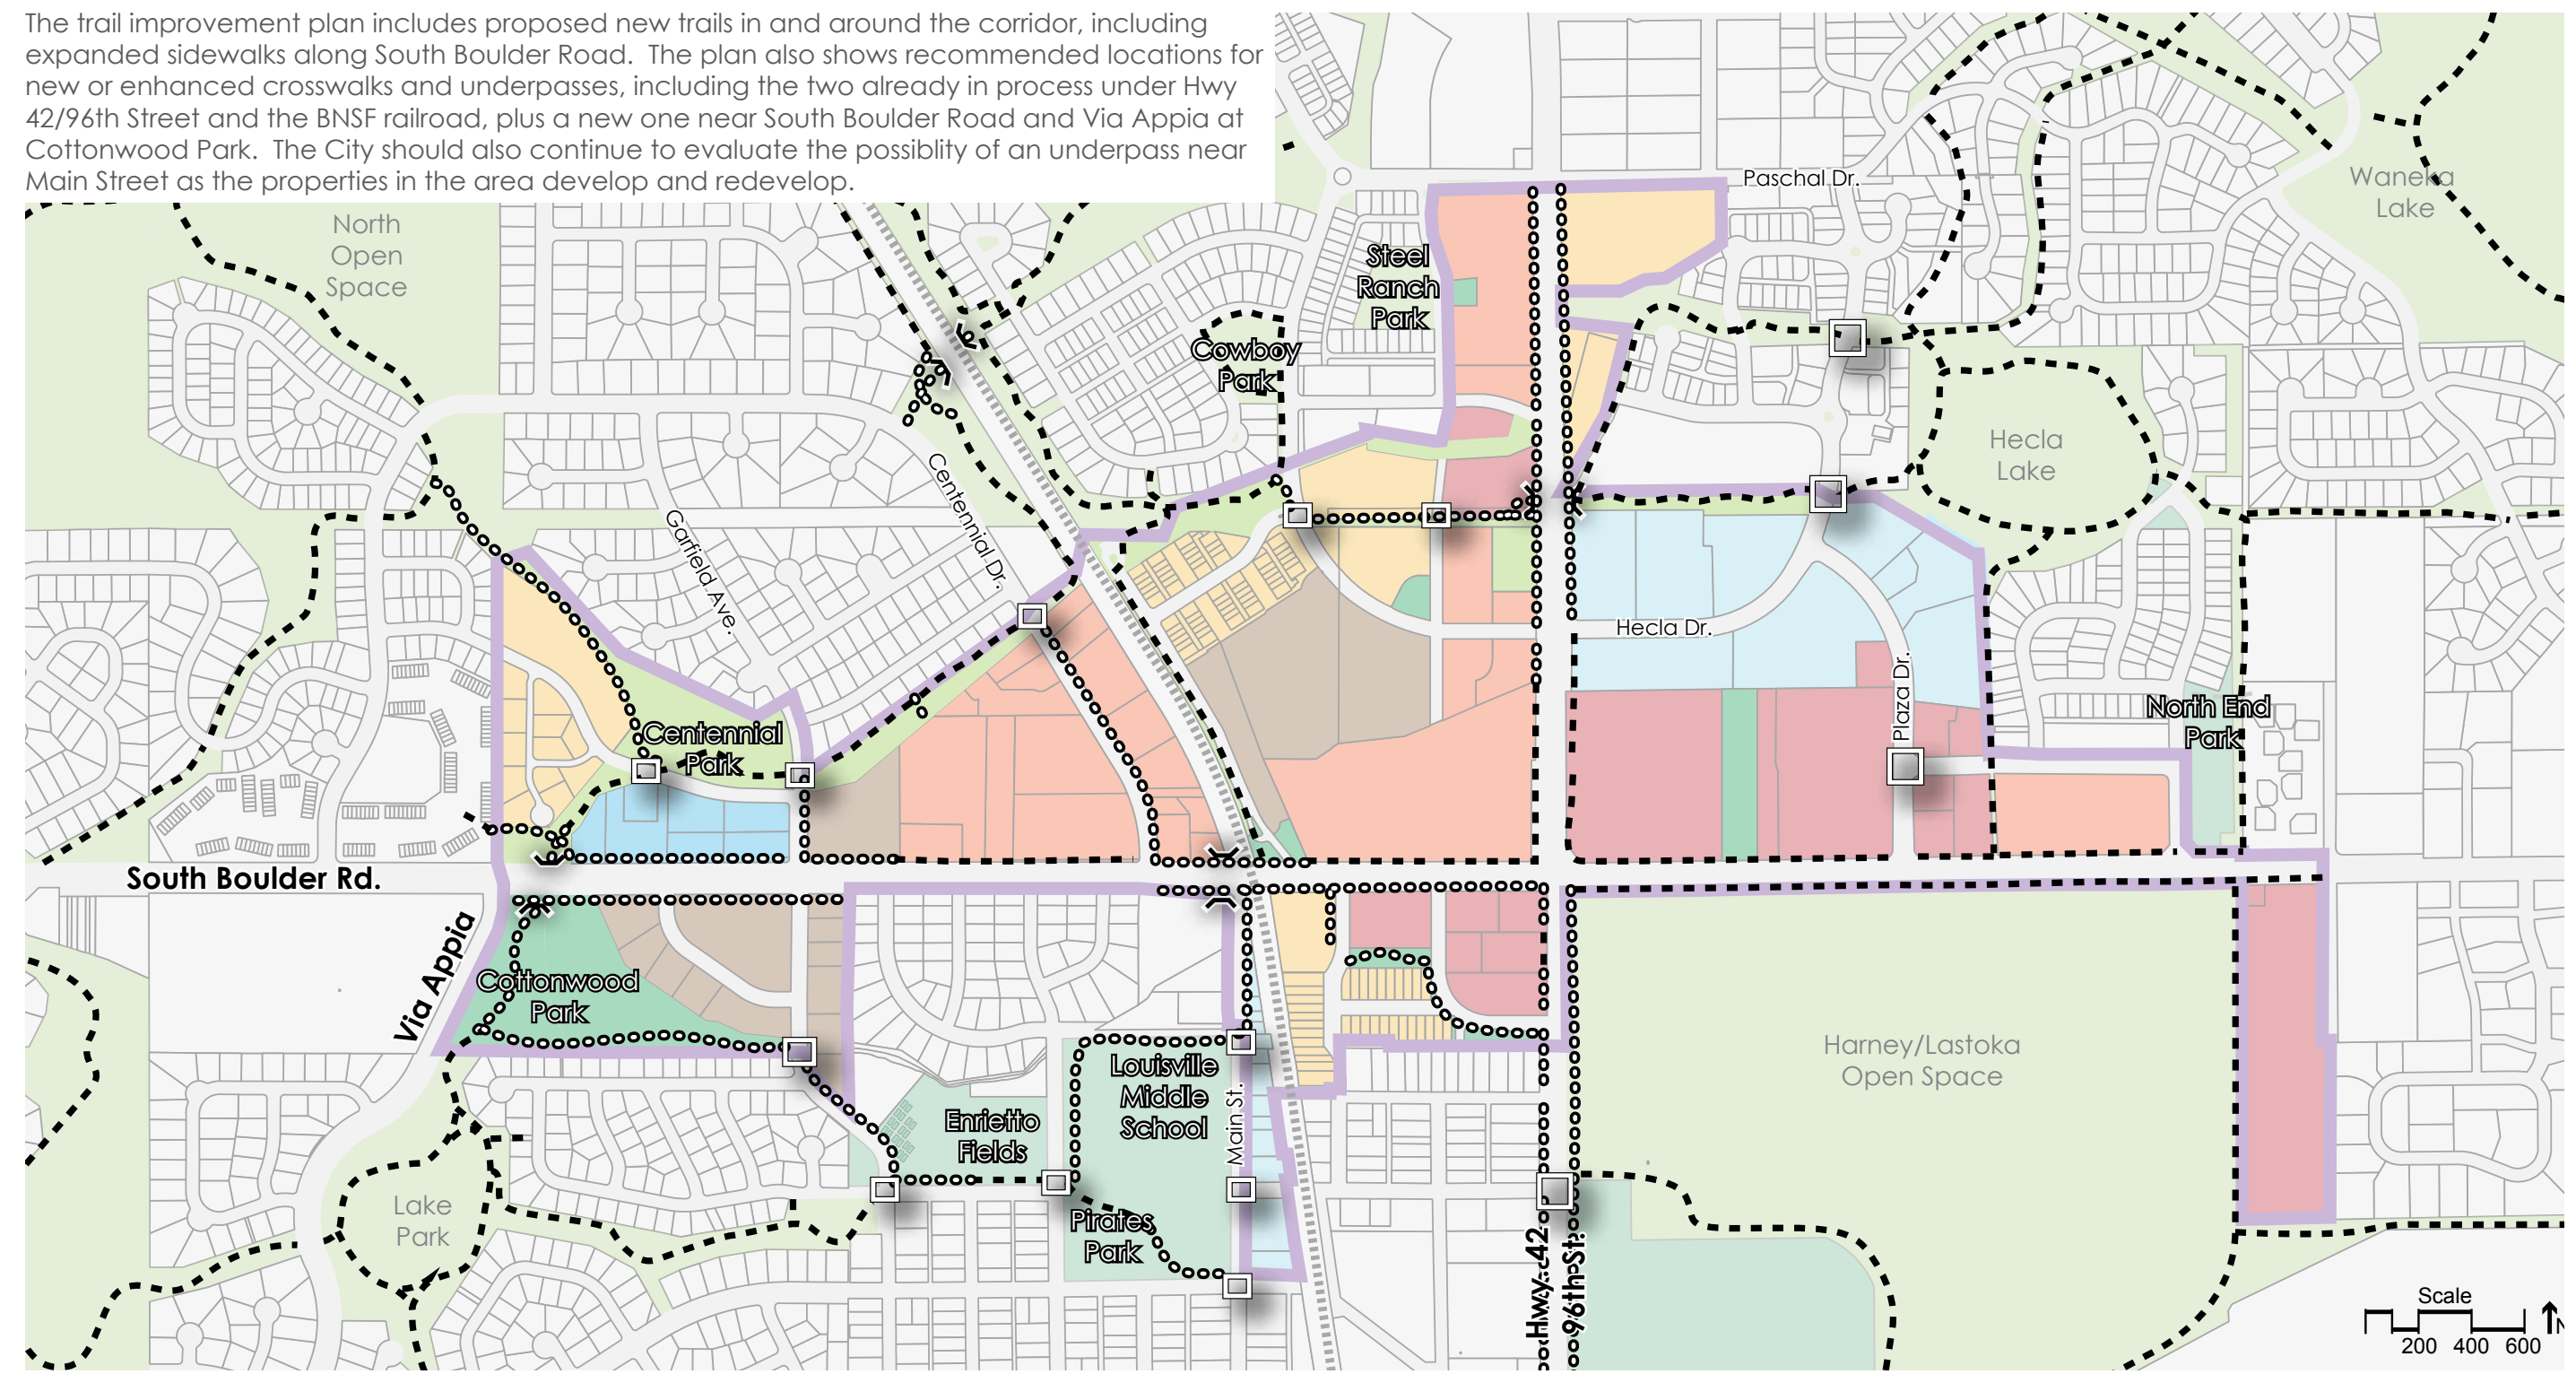 The trail improvement plan includes proposed new trails in and around the corridor, including
expanded sidewalks along South Boulder Road.  The plan also shows recommended locations for
new or enhanced crosswalks and underpasses, including the two already in process under Hwy
42/96th Street and the BNSF railroad, plus a new one near South Boulder Road and Via Appia at
Cottonwood Park.  The City should also continue to evaluate the possiblity of an underpass near
Main Street as the properties in the area develop and redevelop.
Paschal Dr.
Waneka
Lake
North
Open
Space
Steel
Ranch
Park
Cowboy
Park
Hecla
Lake
Centennial Dr.
Garfield Ave.
Hecla Dr.
Plaza Dr.
North End
Park
Centennial
Park
South Boulder Rd.
Via Appia
Cottonwood
Park
Louisville
Middle
School
Main St.
Harney/Lastoka
Open Space
Enrietto
Fields
Lake
Park
Pirates
Park
Hwy 42
96th St.
Scale
200 400 600
N